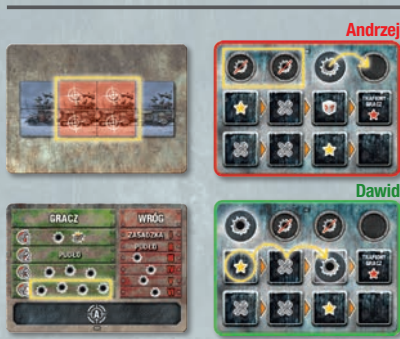 Andrzej
TRAFIONY
GRACZ
Dawid
GRACZ
WRÓG
ZASADZKA
PUDŁO
PUDŁO
A
TRAFIONY
GRACZ